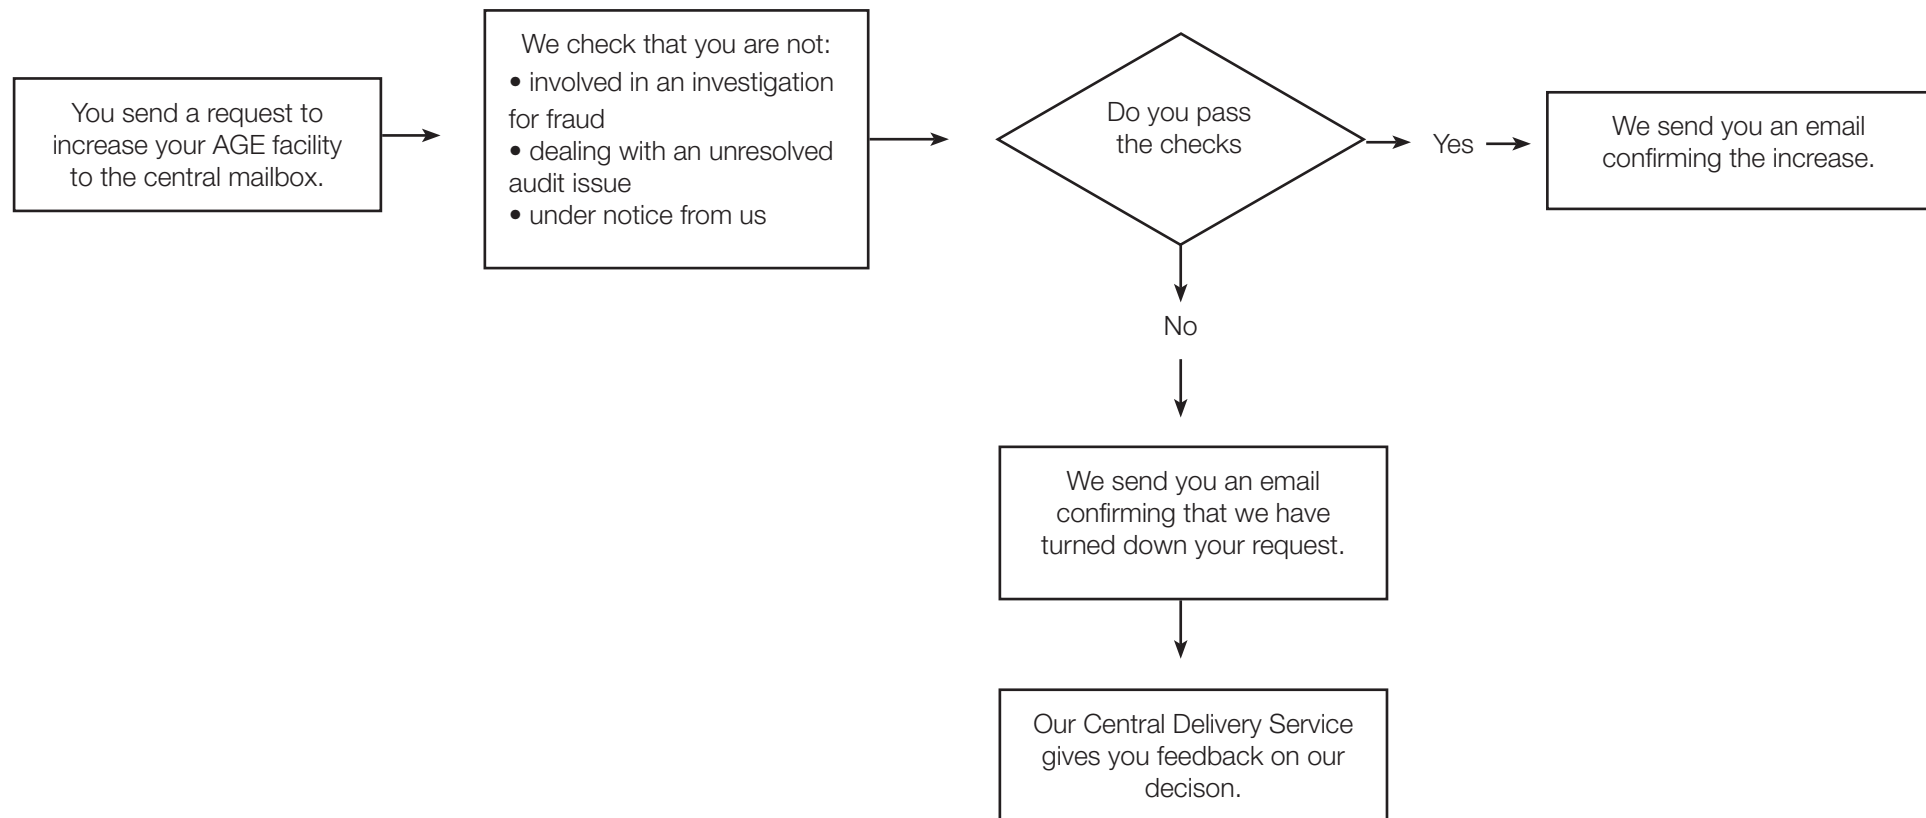 You send a request to
increase your AGE facility
to the central mailbox.
We check that you are not:
• involved in an investigation
for fraud
• dealing with an unresolved
audit issue
• under notice from us
Do you pass
the checks
Yes
We send you an email
confirming the increase.
No
We send you an email
confirming that we have
turned down your request.
Our Central Delivery Service
gives you feedback on our
decison.